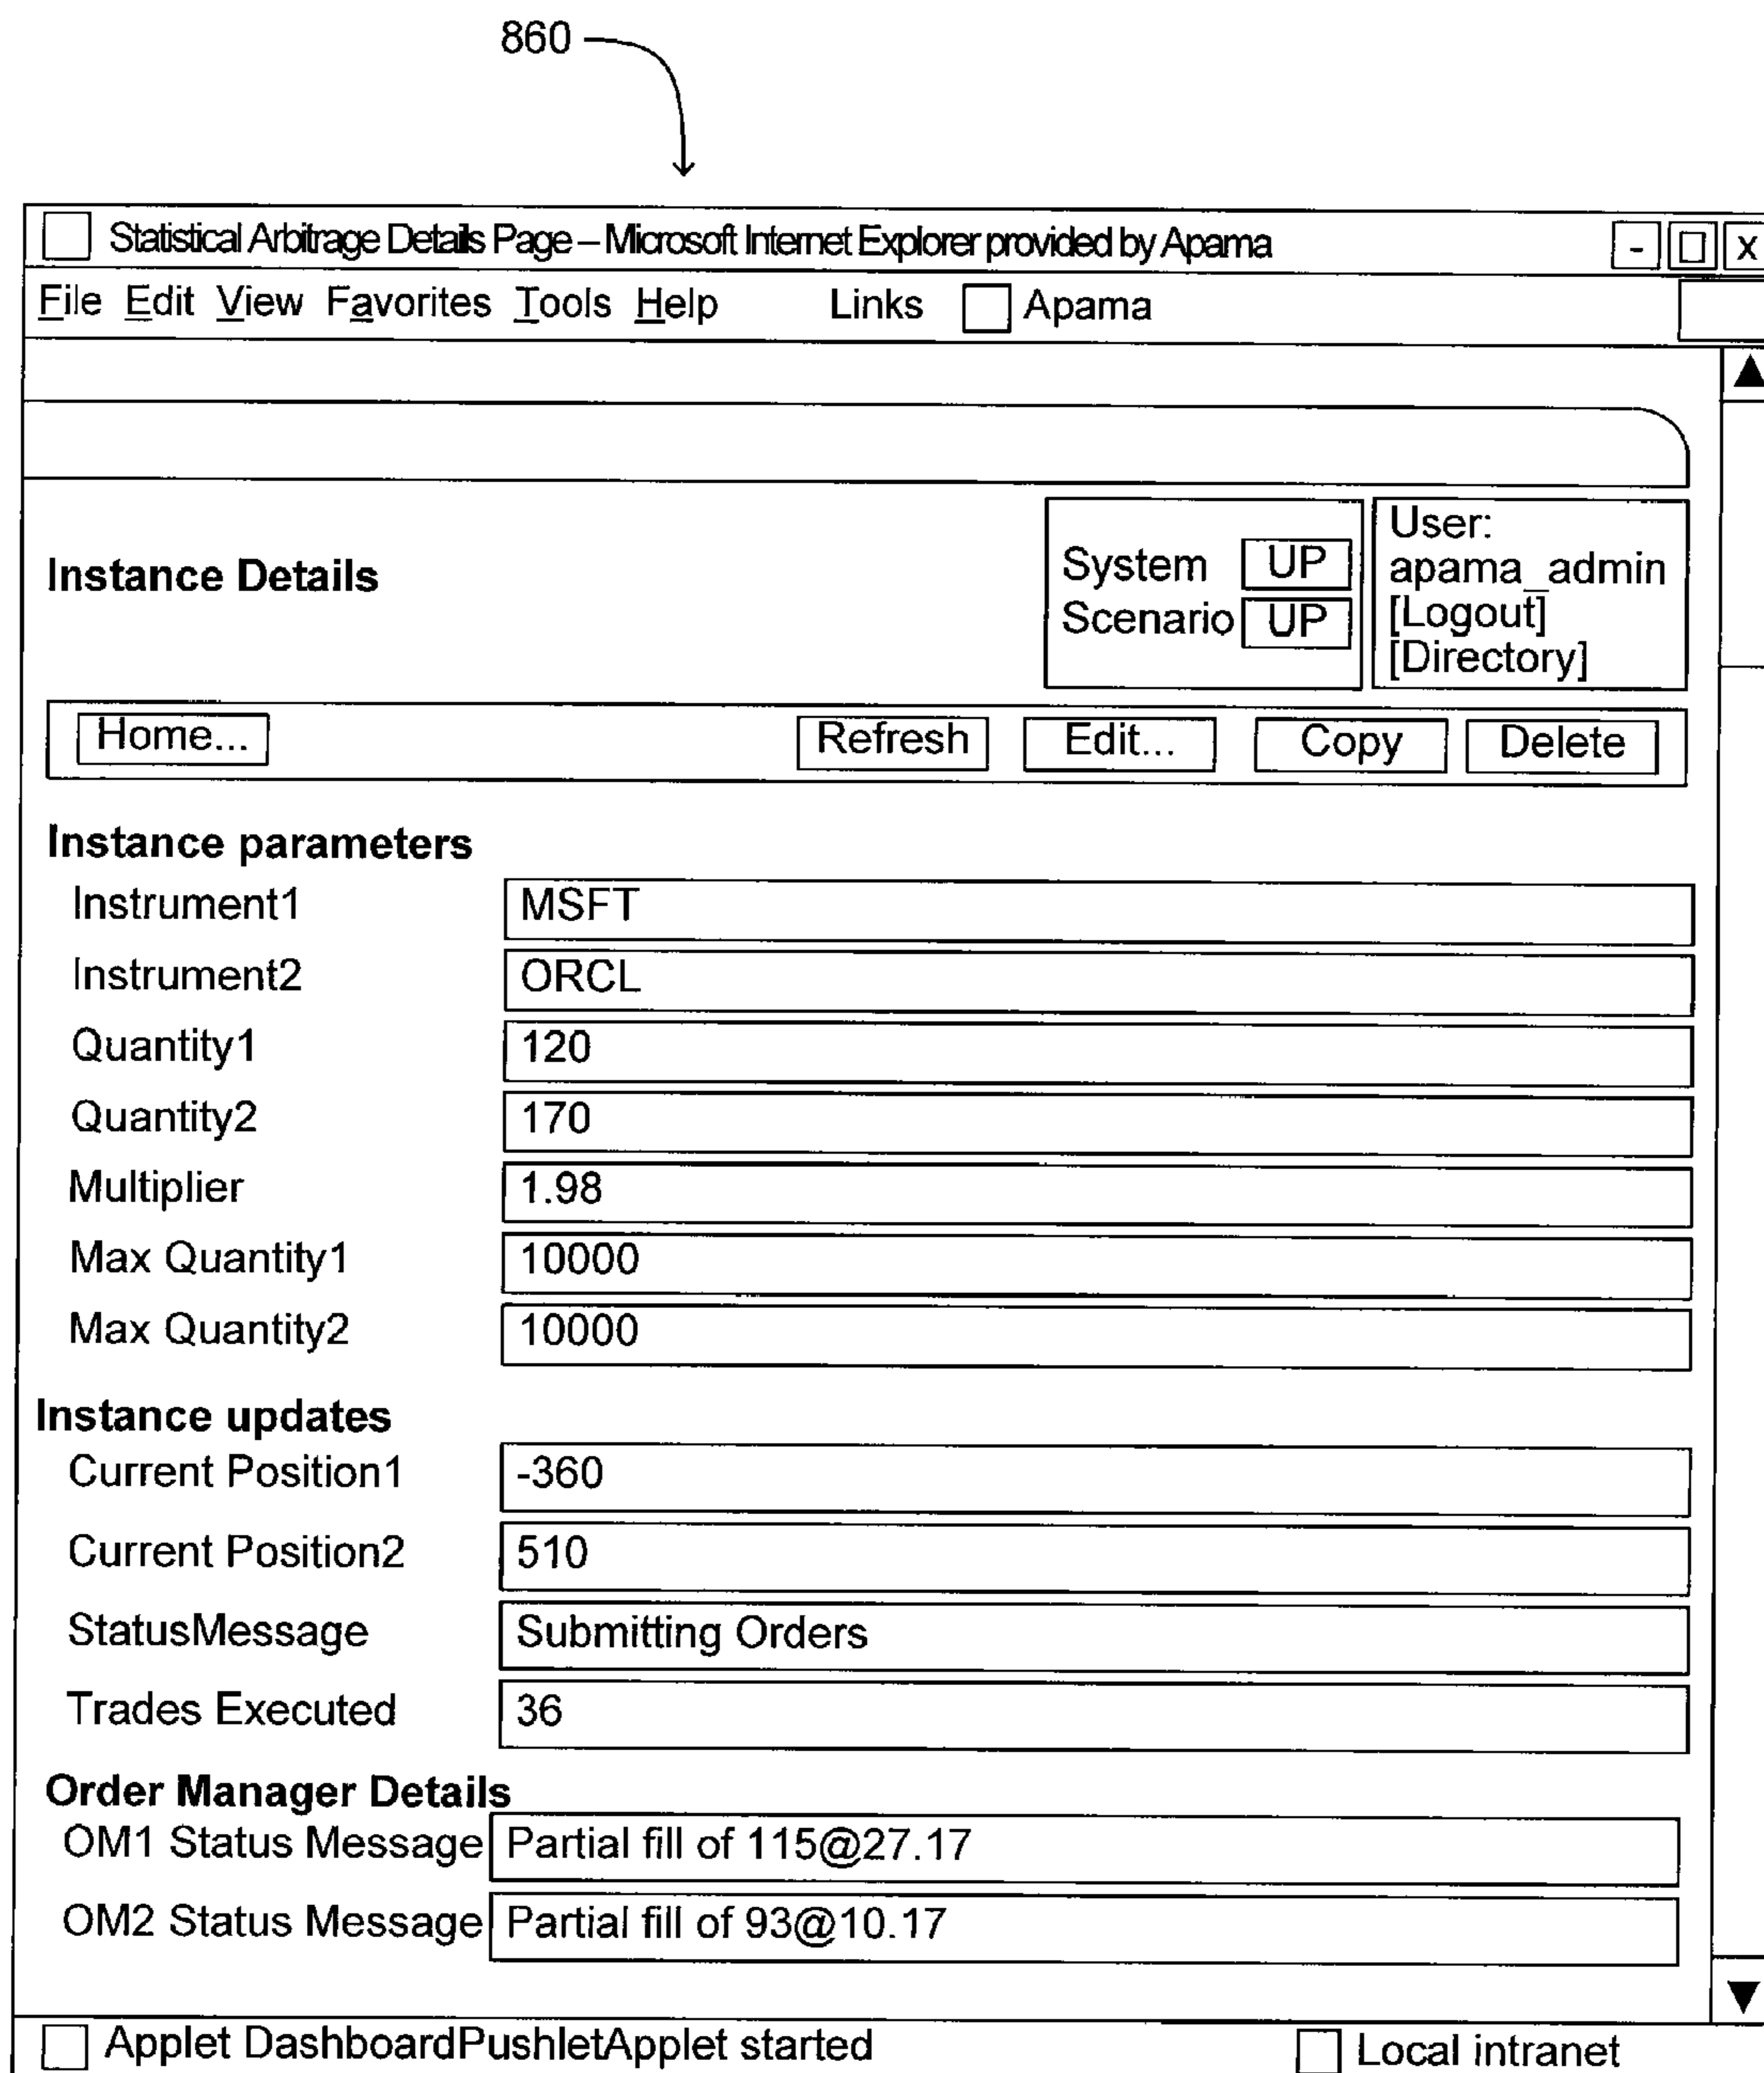 860
Statistical Arbitrage Details Page – Microsoft Internet Explorer provided by Apama - X
File Edit View Favorites Tools Help Links Apama
Instance Details
System UP
Scenario UP
User:
apama_admin
[Logout]
[Directory]
Home... Refresh Edit... Copy Delete
Instance parameters
Instrument1 MSFT
Instrument2 ORCL
Quantity1 120
Quantity2 170
Multiplier 1.98
Max Quantity1 10000
Max Quantity2 10000
Instance updates
Current Position1 -360
Current Position2 510
StatusMessage Submitting Orders
Trades Executed 36
Order Manager Details
OM1 Status Message Partial fill of 115@27.17
OM2 Status Message Partial fill of 93@10.17
Applet DashboardPushletApplet started Local intranet